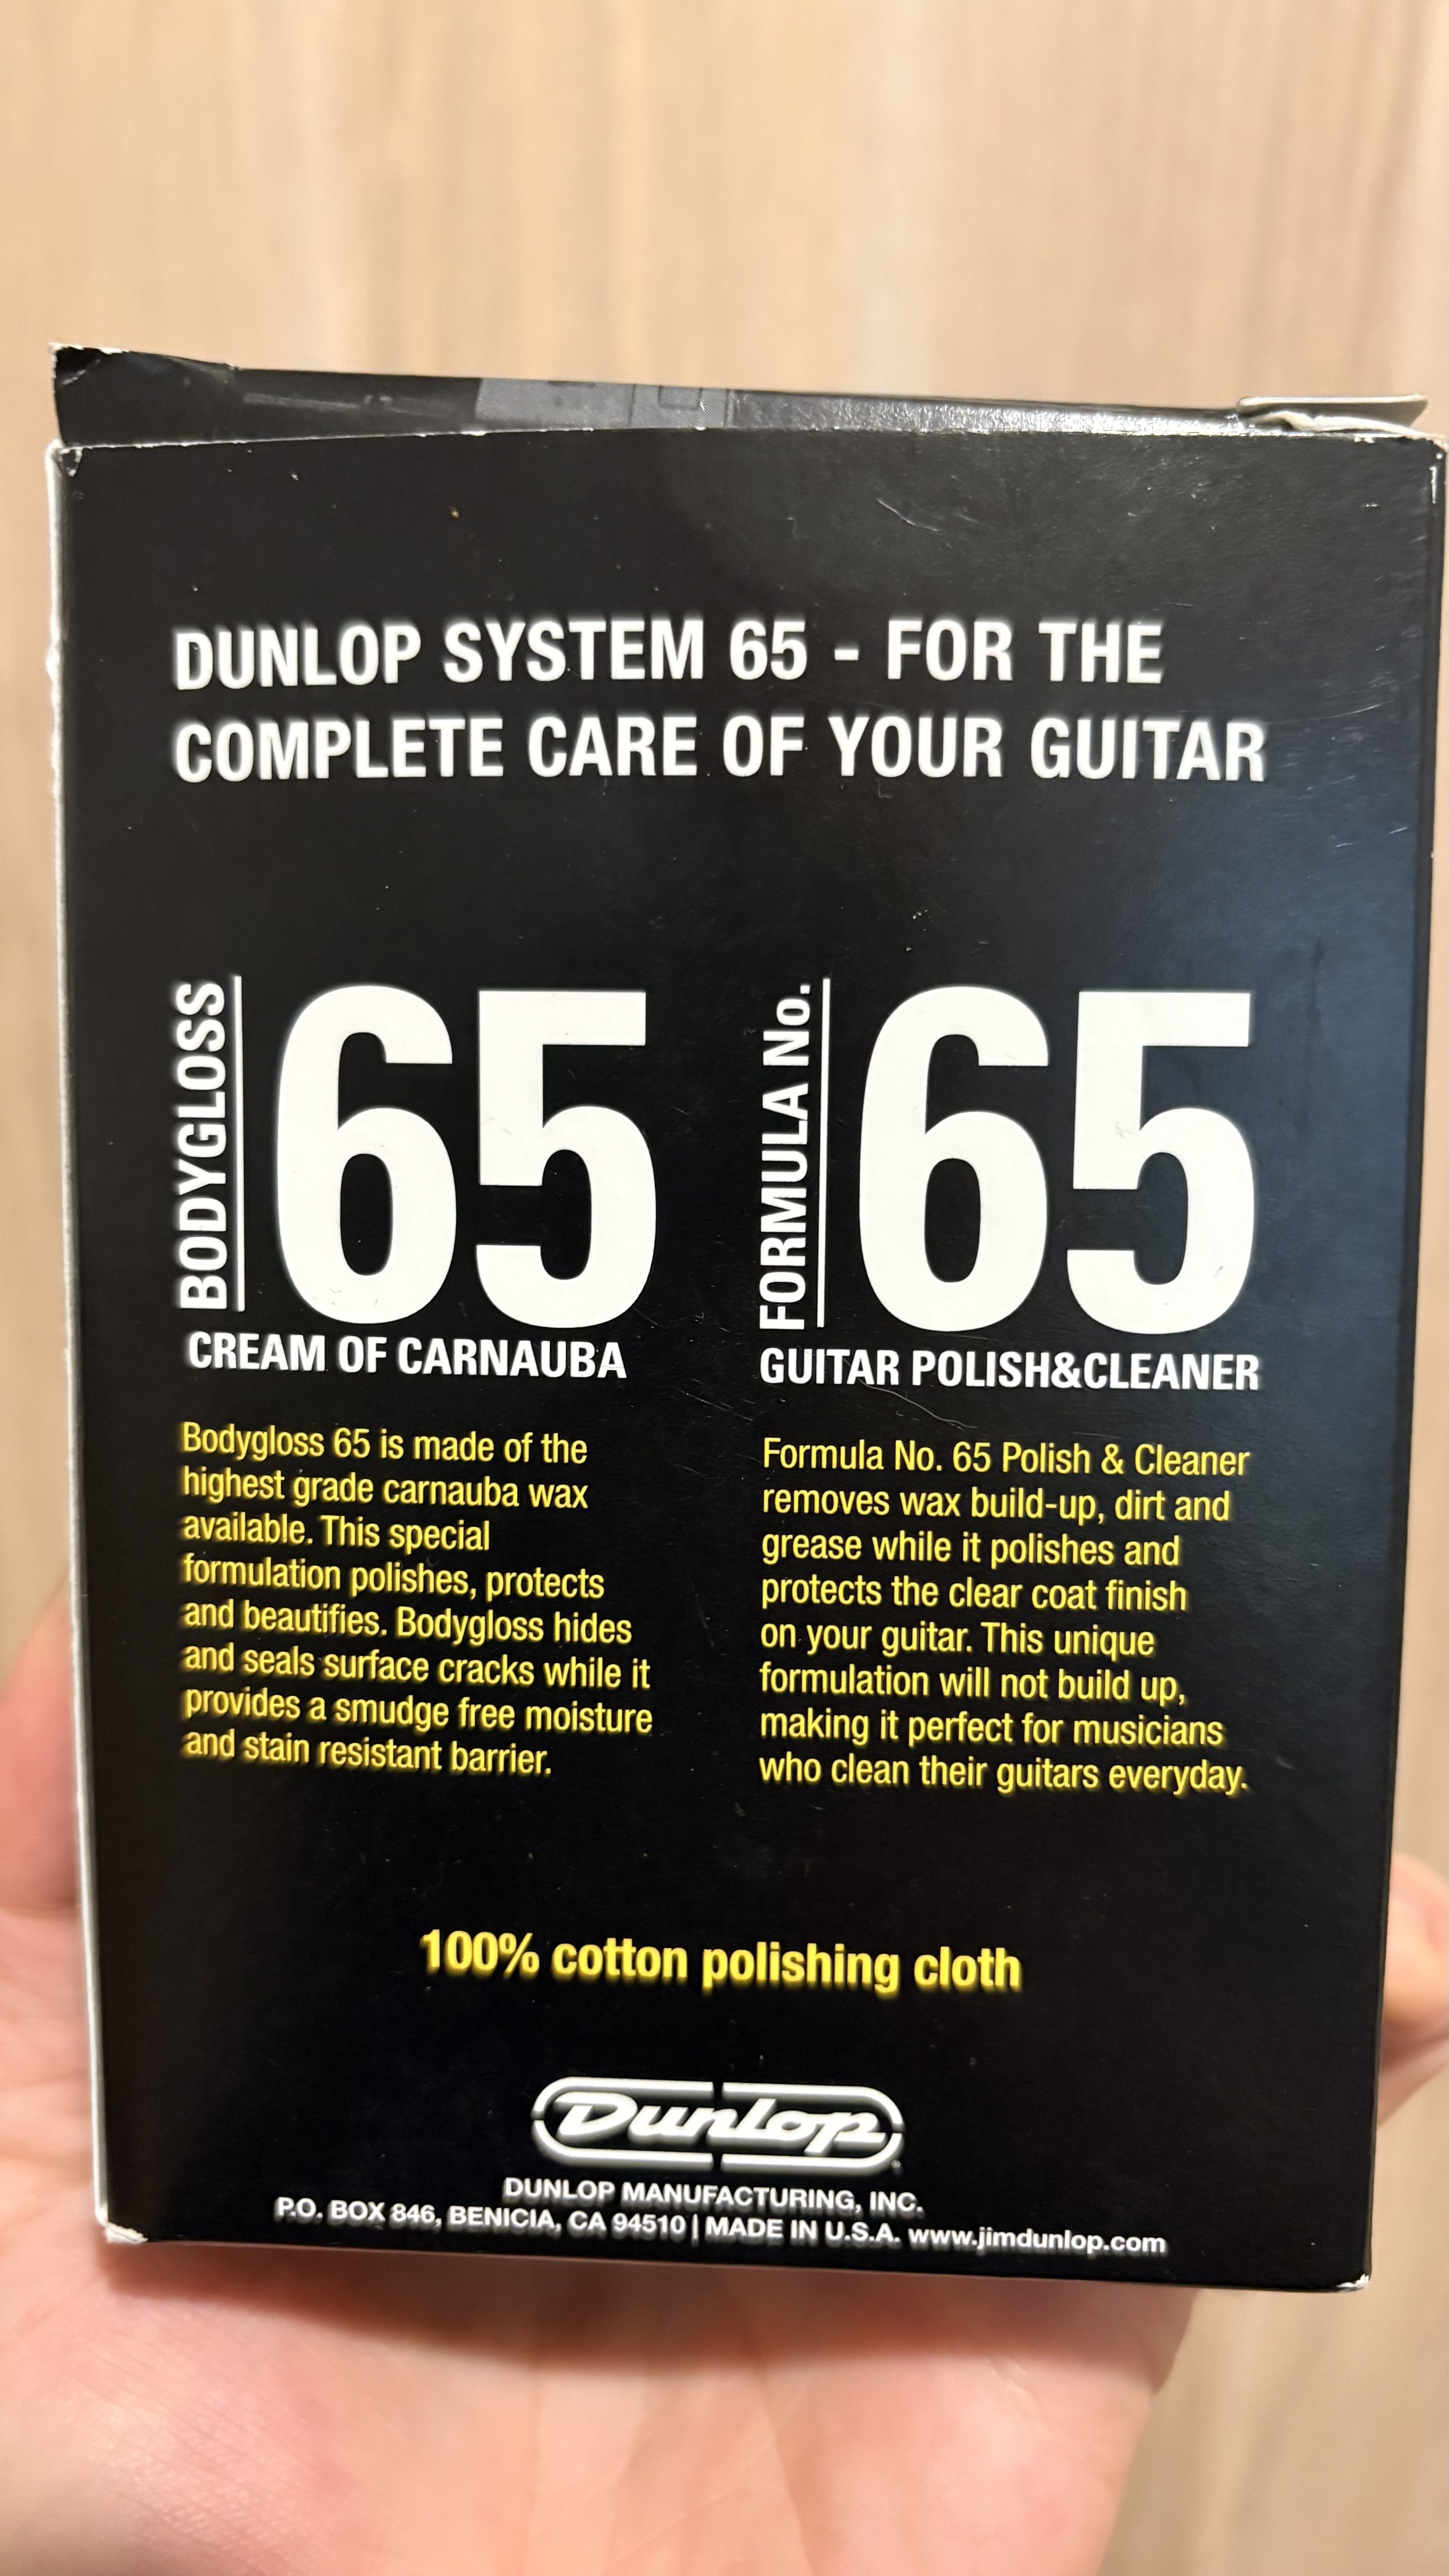 DUNLOP SYSTEM 65 - FOR THE
COMPLETE CARE OF YOUR GUITAR
BODYGLOSS
65
CREAM OF CARNAUBA
Bodygloss 65 is made of the
highest grade carnauba wax
available. This special
formulation polishes, protects
and beautifies. Bodygloss hides
and seals surface cracks while it
provides a smudge free moisture
and stain resistant barrier.
FORMULA No.
65
GUITAR POLISH&CLEANER
Formula No. 65 Polish & Cleaner
removes wax build-up, dirt and
grease while it polishes and
protects the clear coat finish
on your guitar. This unique
formulation will not build up,
making it perfect for musicians
who clean their guitars everyday.
100% cotton polishing cloth
Dunlop
DUNLOP MANUFACTURING, INC.
P.O. BOX 846, BENICIA, CA 94510 | MADE IN U.S.A. www.jimdunlop.com